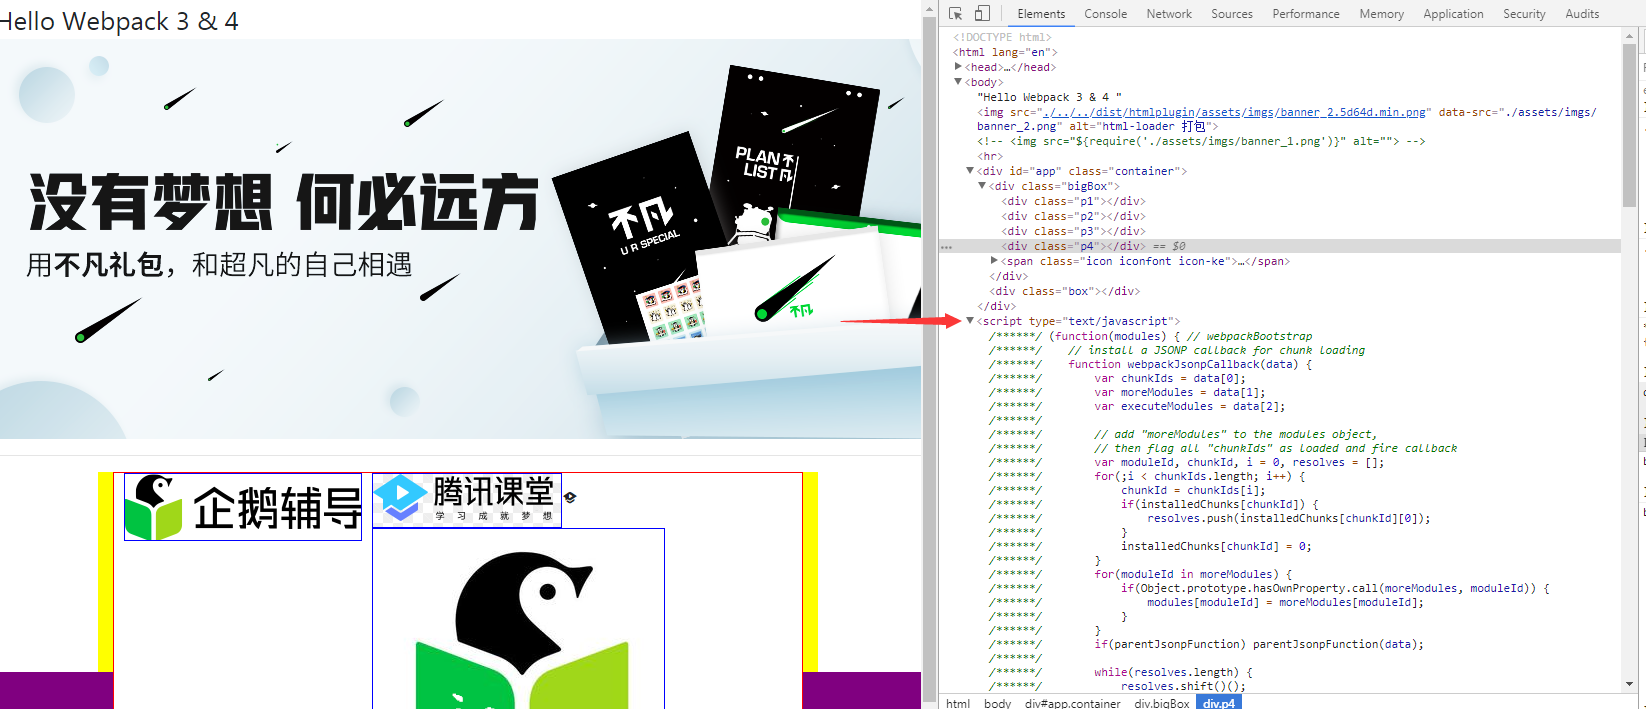 Hello Webpack 3 & 4
没有梦想 何必远方
用不凡礼包，和超凡的自己相遇
PLAN不
LIST凡
不凡
U R SPECIAL
不凡
企鹅辅导
腾讯课堂
学习成就梦想
Elements Console Network Sources Performance Memory Application Security Audits
<!DOCTYPE html>
<html lang="en">
<head>…</head>
<body>
"Hello Webpack 3 & 4 "
<img src="./../../dist/htmlplugin/assets/imgs/banner_2.5d64d.min.png" data-src="./assets/imgs/
banner_2.png" alt="html-loader 打包">
<!-- <img src="${require('./assets/imgs/banner_1.png')}" alt=""> -->
<hr>
<div id="app" class="container">
<div class="bigBox">
<div class="p1"></div>
<div class="p2"></div>
<div class="p3"></div>
… <div class="p4"></div> == $0
<span class="icon iconfont icon-ke">…</span>
</div>
<div class="box"></div>
</div>
<script type="text/javascript">
/******/ (function(modules) { // webpackBootstrap
/******/ // install a JSONP callback for chunk loading
/******/ function webpackJsonpCallback(data) {
/******/ var chunkIds = data[0];
/******/ var moreModules = data[1];
/******/ var executeModules = data[2];
/******/
/******/ // add "moreModules" to the modules object,
/******/ // then flag all "chunkIds" as loaded and fire callback
/******/ var moduleId, chunkId, i = 0, resolves = [];
/******/ for(;i < chunkIds.length; i++) {
/******/ chunkId = chunkIds[i];
/******/ if(installedChunks[chunkId]) {
/******/ resolves.push(installedChunks[chunkId][0]);
/******/ }
/******/ installedChunks[chunkId] = 0;
/******/ }
/******/ for(moduleId in moreModules) {
/******/ if(Object.prototype.hasOwnProperty.call(moreModules, moduleId)) {
/******/ modules[moduleId] = moreModules[moduleId];
/******/ }
/******/ }
/******/ if(parentJsonpFunction) parentJsonpFunction(data);
/******/
/******/ while(resolves.length) {
/******/ resolves.shift()();
html body div#app.container div.bigBox div.p4